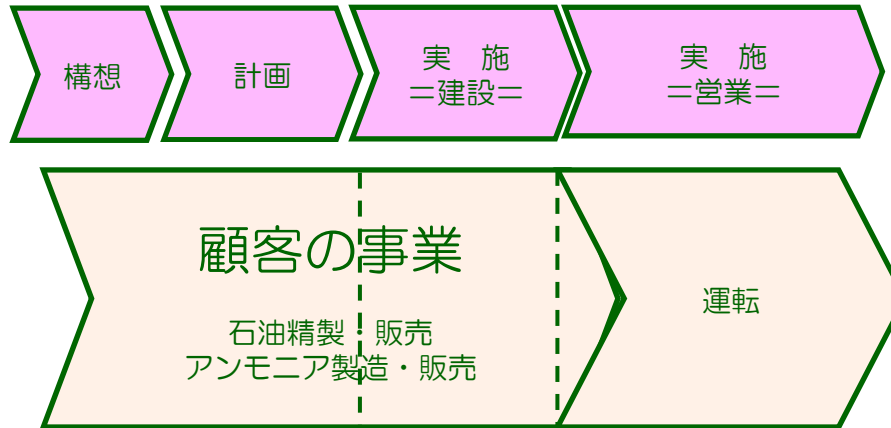 構想
計画
実　施
＝建設＝
実　施
＝営業＝
顧客の事業
石油精製・販売
アンモニア製造・販売
運転